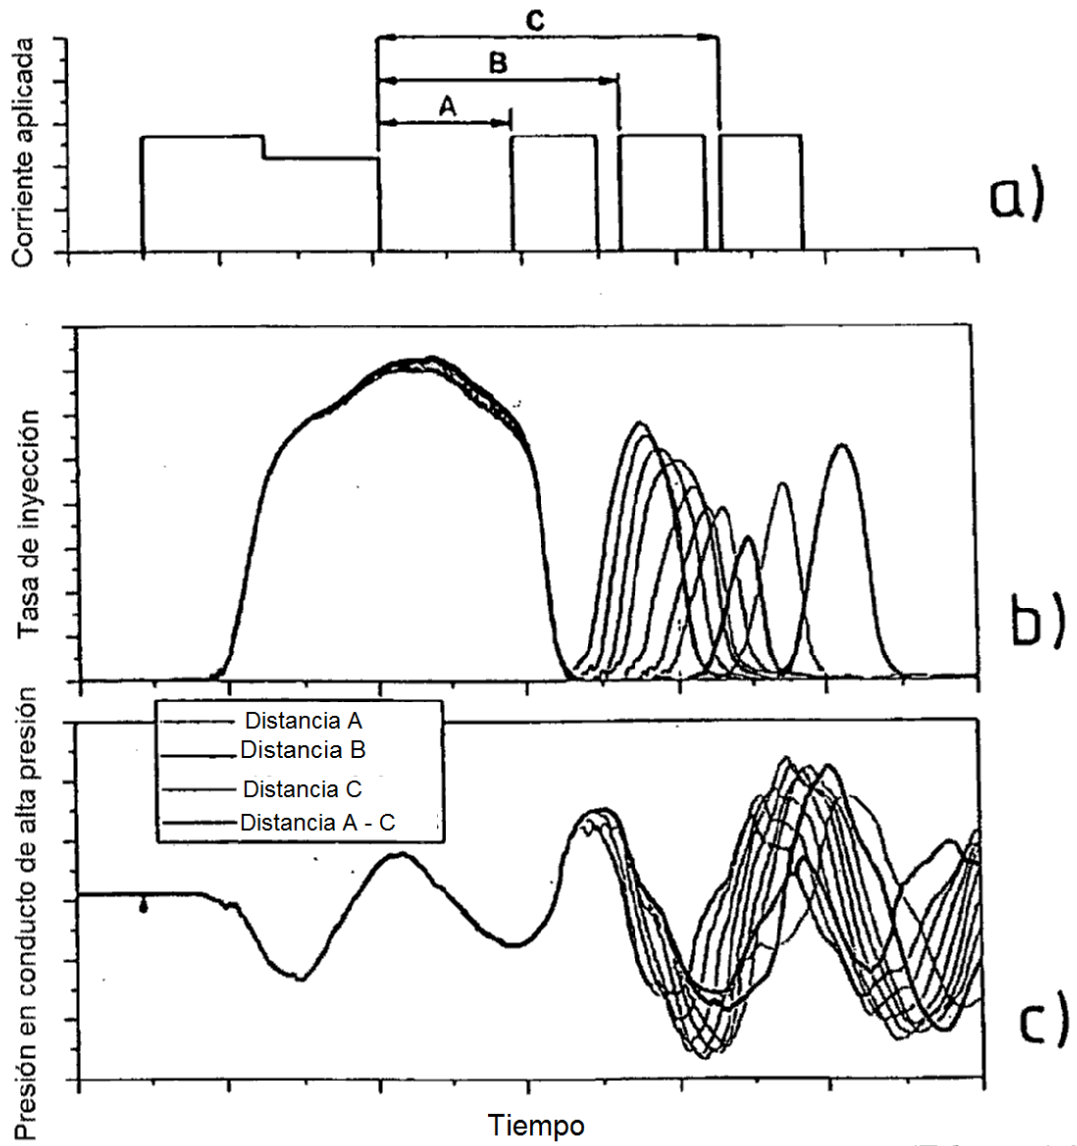 C
B
A
Corriente aplicada
a)
Tasa de inyección
b)
Distancia A
Distancia B
Distancia C
Distancia A - C
Presión en conducto de alta presión
c)
Tiempo